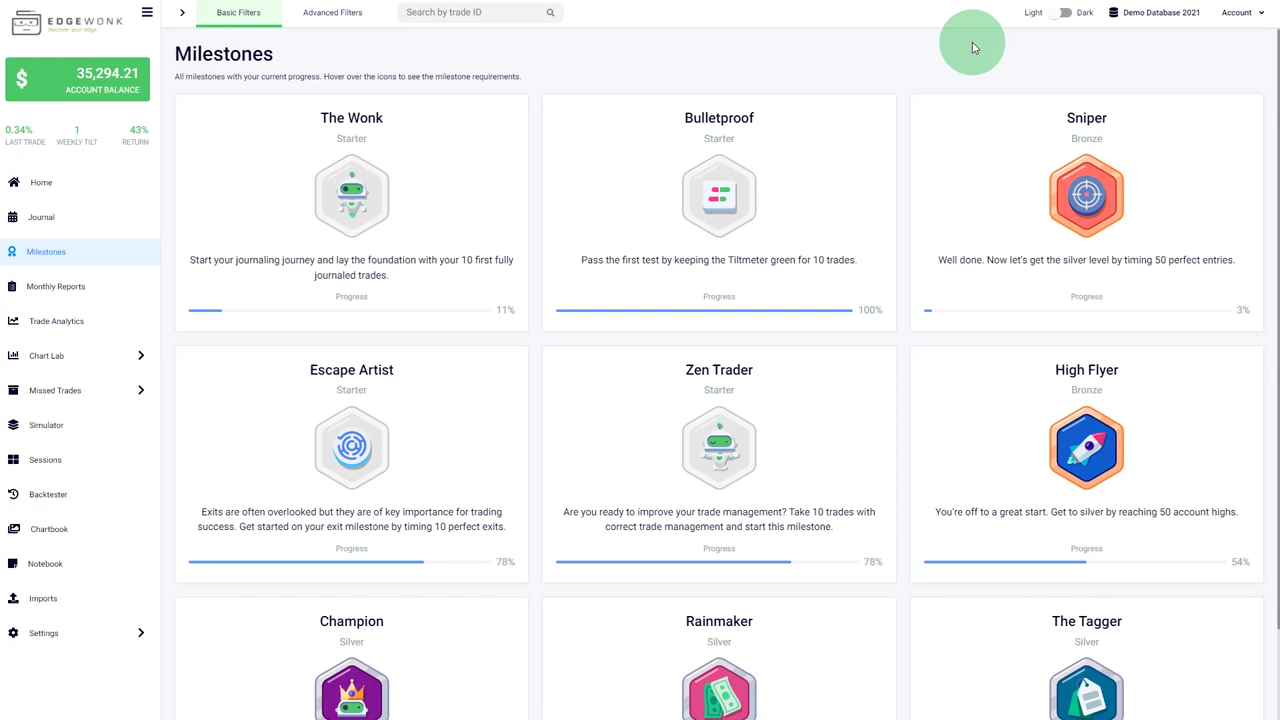 EDGEWONK
discover your edge
Basic Filters
Advanced Filters
Search by trade ID
Light
Dark
Demo Database 2021
Account
$
35,294.21
ACCOUNT BALANCE
0.34%
LAST TRADE
1
WEEKLY TILT
43%
RETURN
Home
Journal
Milestones
Monthly Reports
Trade Analytics
Chart Lab
Missed Trades
Simulator
Sessions
Backtester
Chartbook
Notebook
Imports
Settings
Milestones
All milestones with your current progress. Hover over the icons to see the milestone requirements.
The Wonk
Starter
Start your journaling journey and lay the foundation with your 10 first fully
journaled trades.
Progress
11%
Bulletproof
Starter
Pass the first test by keeping the Tiltmeter green for 10 trades.
Progress
100%
Sniper
Bronze
Well done. Now let's get the silver level by timing 50 perfect entries.
Progress
3%
Escape Artist
Starter
Exits are often overlooked but they are of key importance for trading
success. Get started on your exit milestone by timing 10 perfect exits.
Progress
78%
Zen Trader
Starter
Are you ready to improve your trade management? Take 10 trades with
correct trade management and start this milestone.
Progress
78%
High Flyer
Bronze
You're off to a great start. Get to silver by reaching 50 account highs.
Progress
54%
Champion
Silver
Rainmaker
Silver
The Tagger
Silver